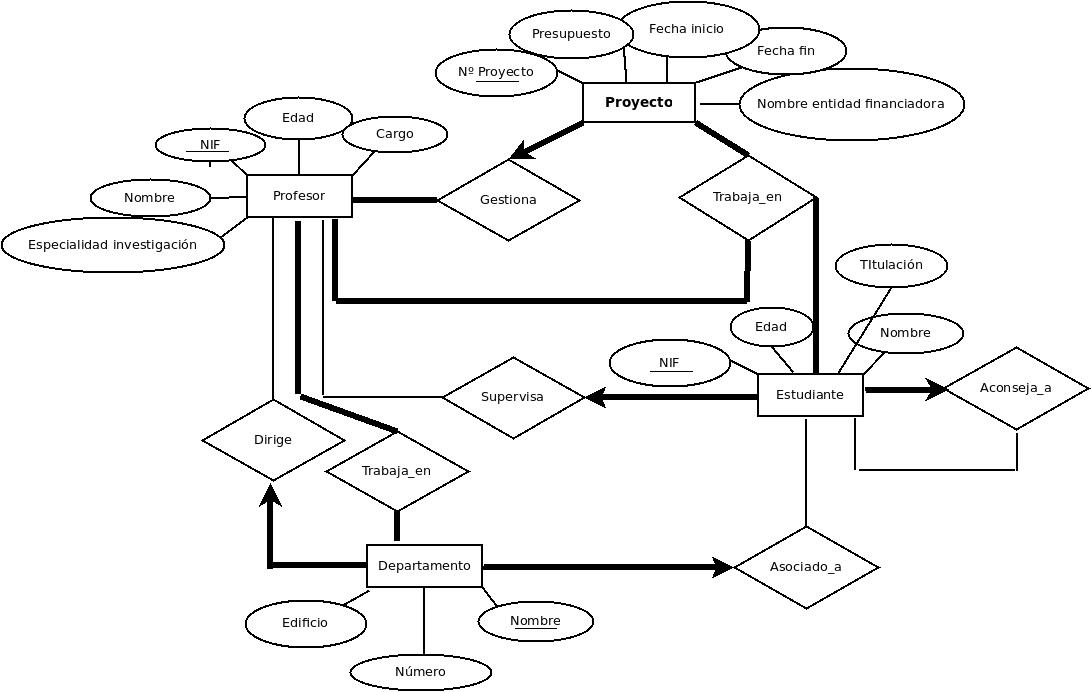 Fecha inicio
Presupuesto
Fecha fin
Nº Proyecto
Proyecto
Nombre entidad financiadora
Edad
Cargo
NIF
Nombre
Profesor
Gestiona
Trabaja_en
Especialidad investigación
TItulación
Edad
Nombre
NIF
Supervisa
Estudiante
Aconseja_a
Dirige
Trabaja_en
Departamento
Asociado_a
Edificio
Nombre
Número